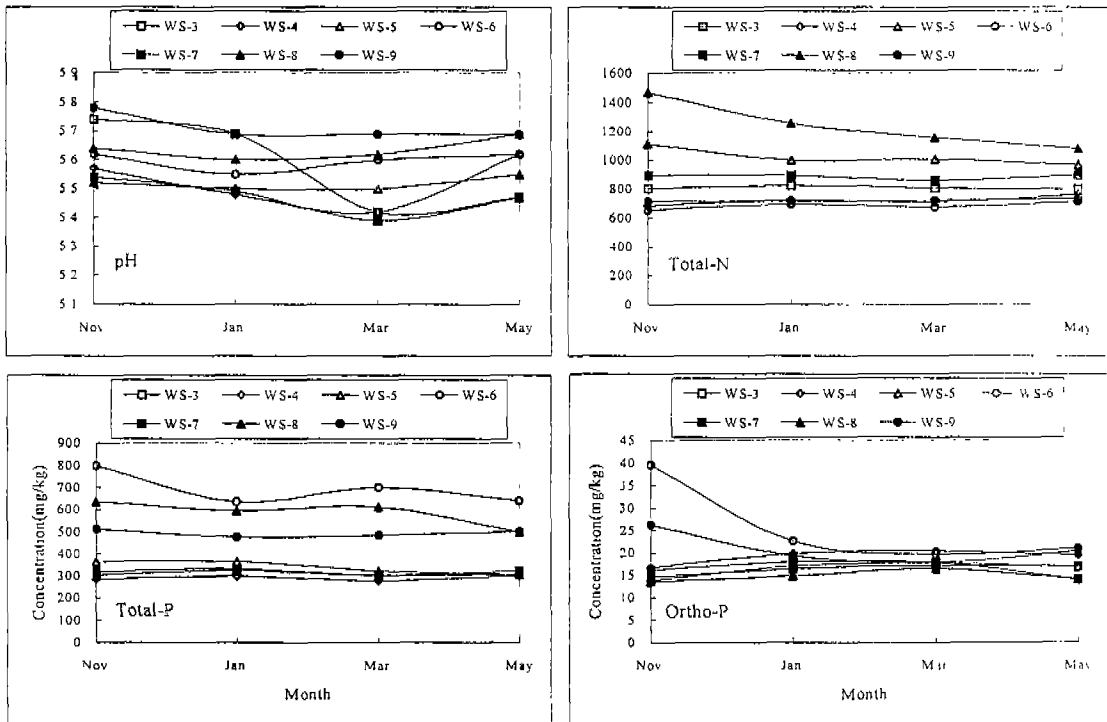 WS-3 WS-4 WS-5 WS-6
WS-7 WS-8 WS-9
5 9
5 8
5.7
5.6
5.5
5.4
5 3
5 2
5 1
pH
Nov Jan Mar May
WS-3 WS-4 WS-5 WS-6
WS-7 WS-8 WS-9
1600
1400
1200
1000
800
600
400
200
0
Total-N
Nov Jan Mar May
WS-3 WS-4 WS-5 WS-6
WS-7 WS-8 WS-9
Concentration(mg/kg)
900
800
700
600
500
400
300
200
100
0
Total-P
Nov Jan Mar May
Month
WS-3 WS-4 WS-5 WS-6
WS-7 WS-8 WS-9
Concentration(mg/kg)
45
40
35
30
25
20
15
10
5
0
Ortho-P
Nov Jan Mar May
Month